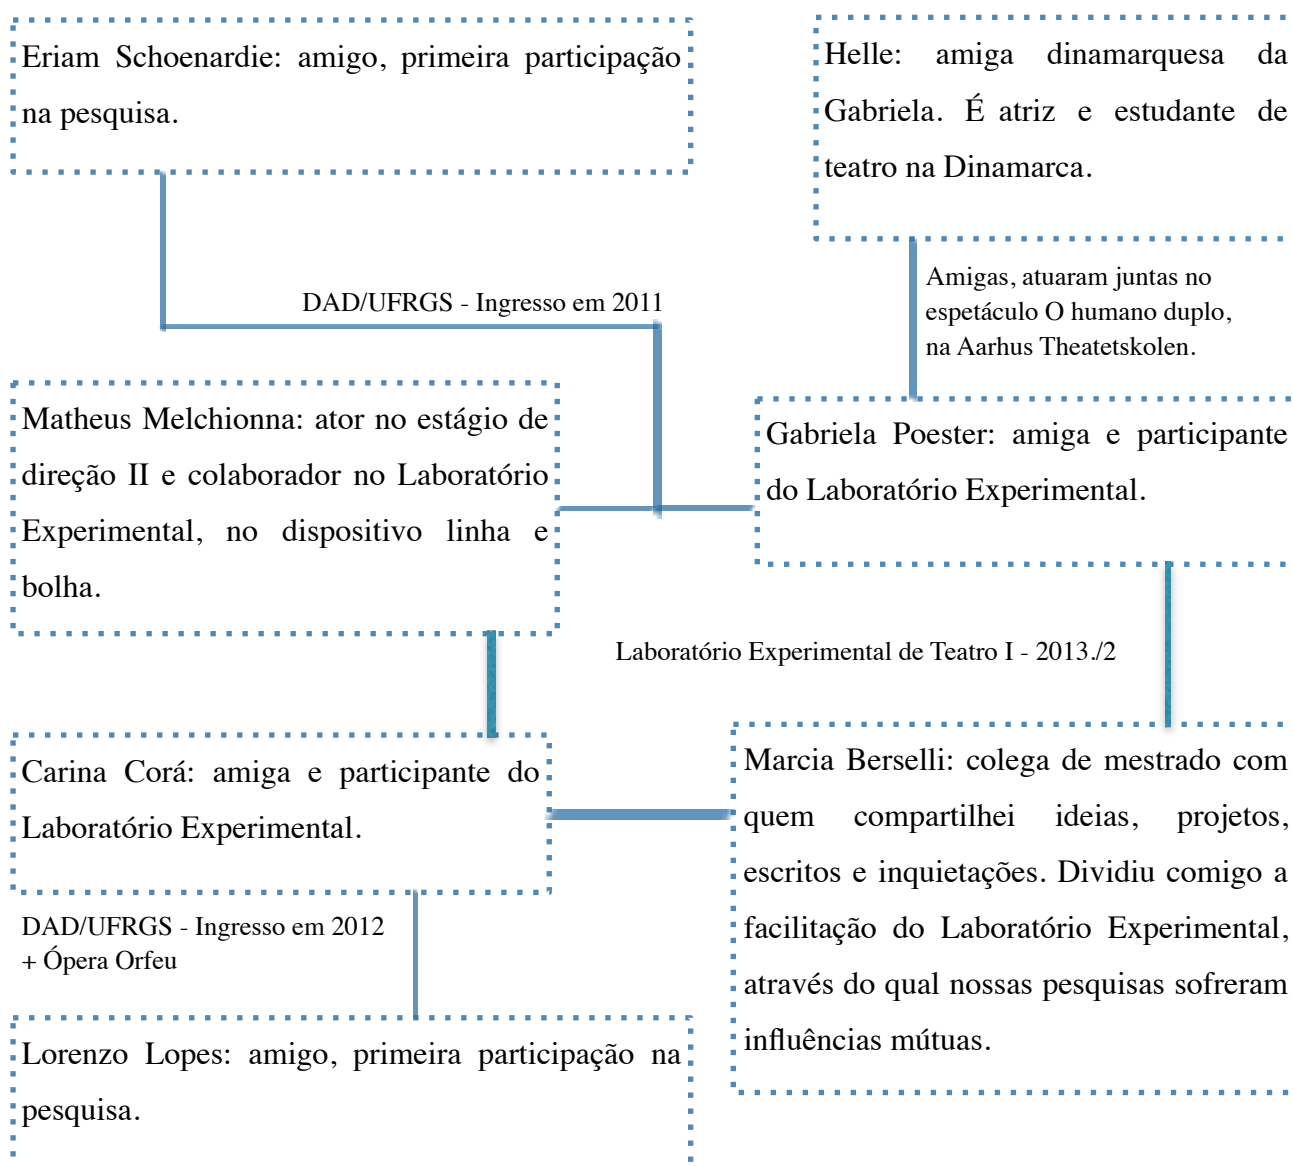 Eriam Schoenardie: amigo, primeira participação
na pesquisa.
Helle: amiga dinamarquesa da
Gabriela. É atriz e estudante de
teatro na Dinamarca.
DAD/UFRGS - Ingresso em 2011
Amigas, atuaram juntas no
espetáculo O humano duplo,
na Aarhus Theatetskolen.
Matheus Melchionna: ator no estágio de
direção II e colaborador no Laboratório
Experimental, no dispositivo linha e
bolha.
Gabriela Poester: amiga e participante
do Laboratório Experimental.
Laboratório Experimental de Teatro I - 2013./2
Carina Corá: amiga e participante do
Laboratório Experimental.
Marcia Berselli: colega de mestrado com
quem compartilhei ideias, projetos,
escritos e inquietações. Dividiu comigo a
facilitação do Laboratório Experimental,
através do qual nossas pesquisas sofreram
influências mútuas.
DAD/UFRGS - Ingresso em 2012
+ Ópera Orfeu
Lorenzo Lopes: amigo, primeira participação na
pesquisa.